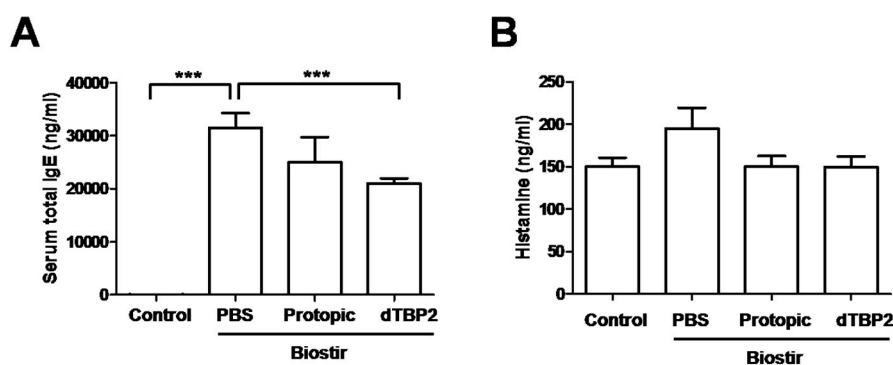 A
*** ***
Serum total IgE (ng/ml)
40000
30000
20000
10000
0
Control PBS Protopic dTBP2
Biostir
B
Histamine (ng/ml)
250
200
150
100
50
0
Control PBS Protopic dTBP2
Biostir